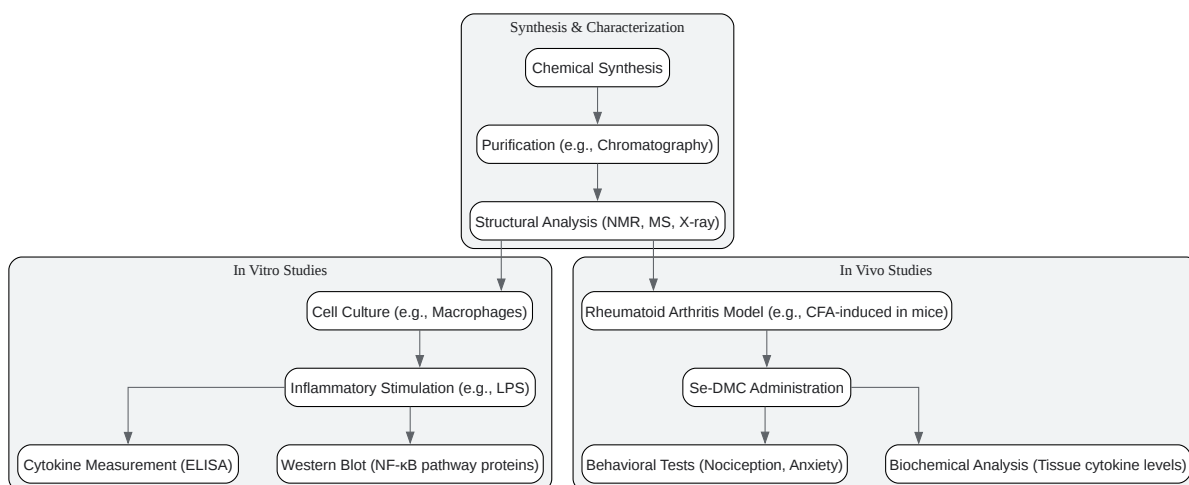 Synthesis & Characterization
Chemical Synthesis
Purification (e.g., Chromatography)
Structural Analysis (NMR, MS, X-ray)
In Vitro Studies
Cell Culture (e.g., Macrophages)
Inflammatory Stimulation (e.g., LPS)
Cytokine Measurement (ELISA)
Western Blot (NF-κB pathway proteins)
In Vivo Studies
Rheumatoid Arthritis Model (e.g., CFA-induced in mice)
Se-DMC Administration
Behavioral Tests (Nociception, Anxiety)
Biochemical Analysis (Tissue cytokine levels)